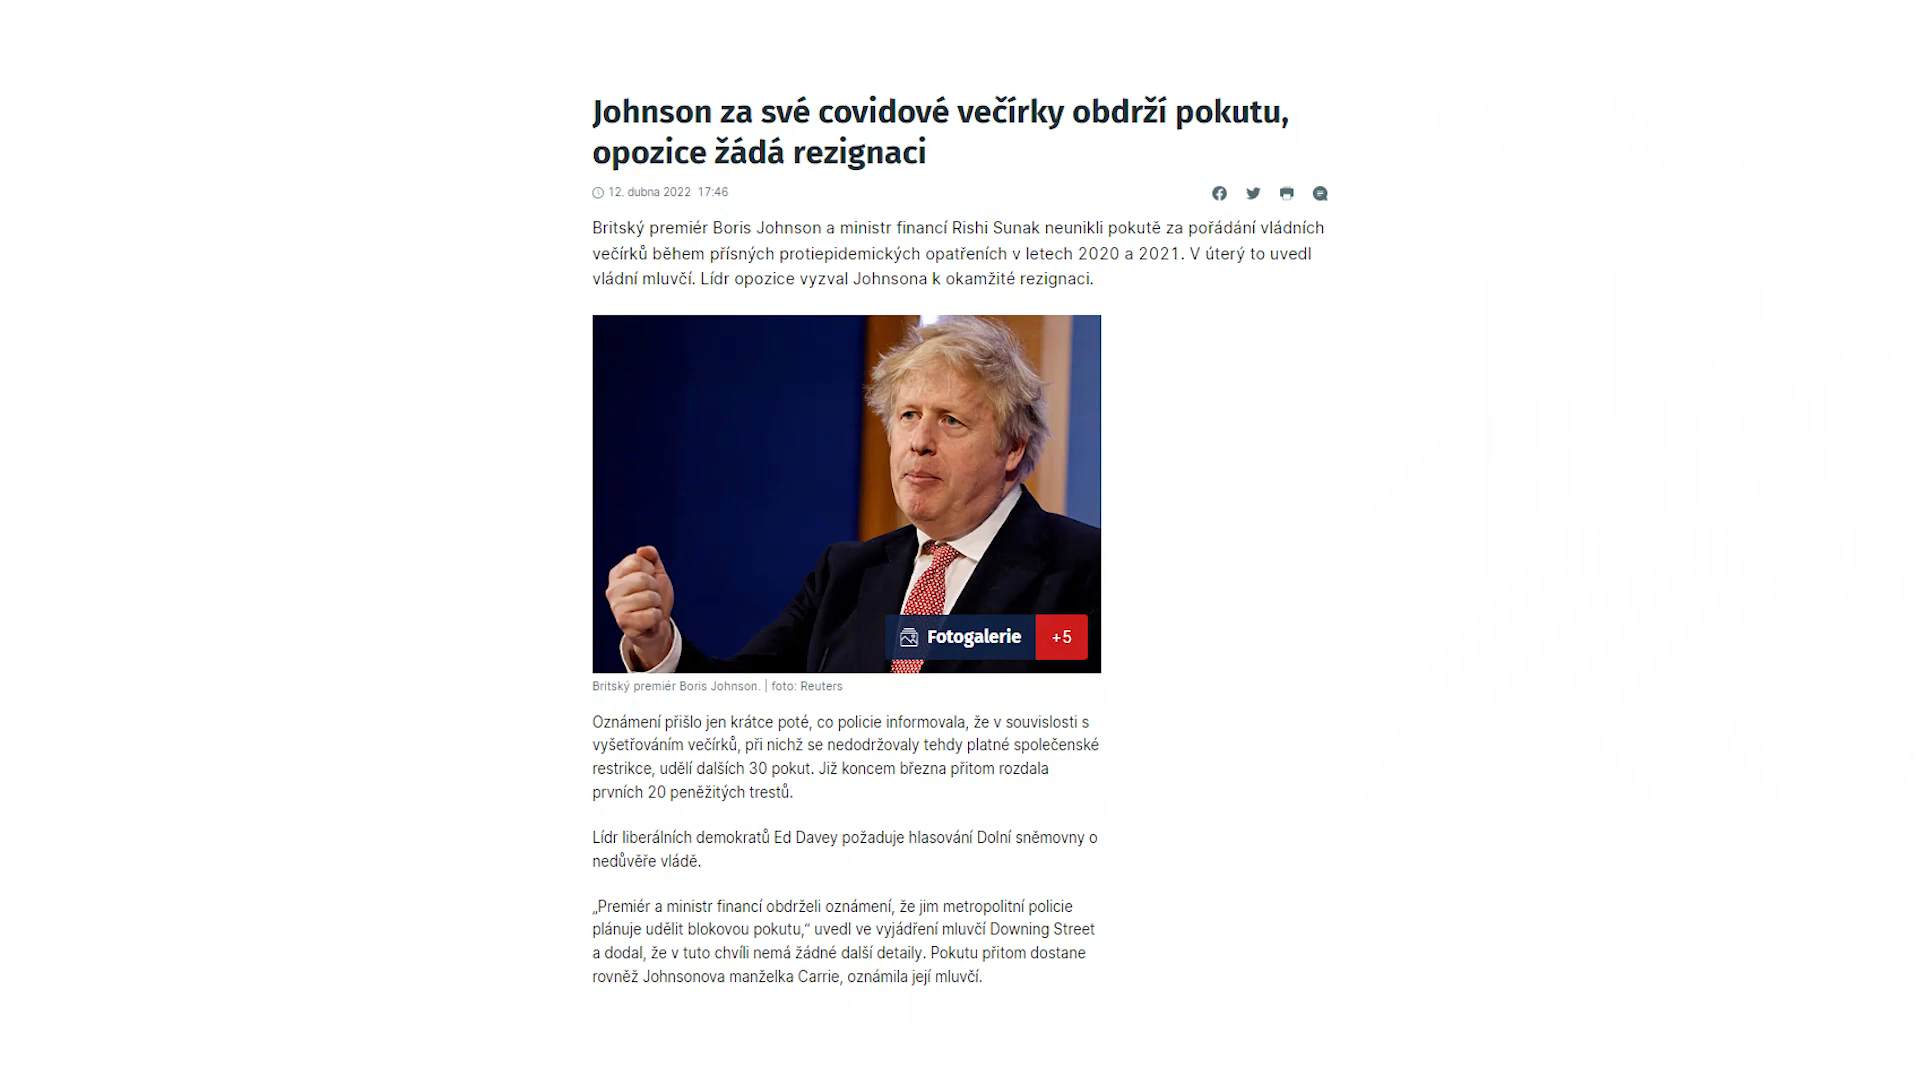 Johnson za své covidové večírky obdrží pokutu,
opozice žádá rezignaci
12. dubna 2022 17:46
Britský premiér Boris Johnson a ministr financí Rishi Sunak neunikli pokutě za pořádání vládních
večírků během přísných protiepidemických opatřeních v letech 2020 a 2021. V úterý to uvedl
vládní mluvčí. Lídr opozice vyzval Johnsona k okamžité rezignaci.
Fotogalerie +5
Britský premiér Boris Johnson. | foto: Reuters
Oznámení přišlo jen krátce poté, co policie informovala, že v souvislosti s
vyšetřováním večírků, při nichž se nedodržovaly tehdy platné společenské
restrikce, udělí dalších 30 pokut. Již koncem března přitom rozdala
prvních 20 peněžitých trestů.
Lídr liberálních demokratů Ed Davey požaduje hlasování Dolní sněmovny o
nedůvěře vládě.
„Premiér a ministr financí obdrželi oznámení, že jim metropolitní policie
plánuje udělit blokovou pokutu,“ uvedl ve vyjádření mluvčí Downing Street
a dodal, že v tuto chvíli nemá žádné další detaily. Pokutu přitom dostane
rovněž Johnsonova manželka Carrie, oznámila její mluvčí.